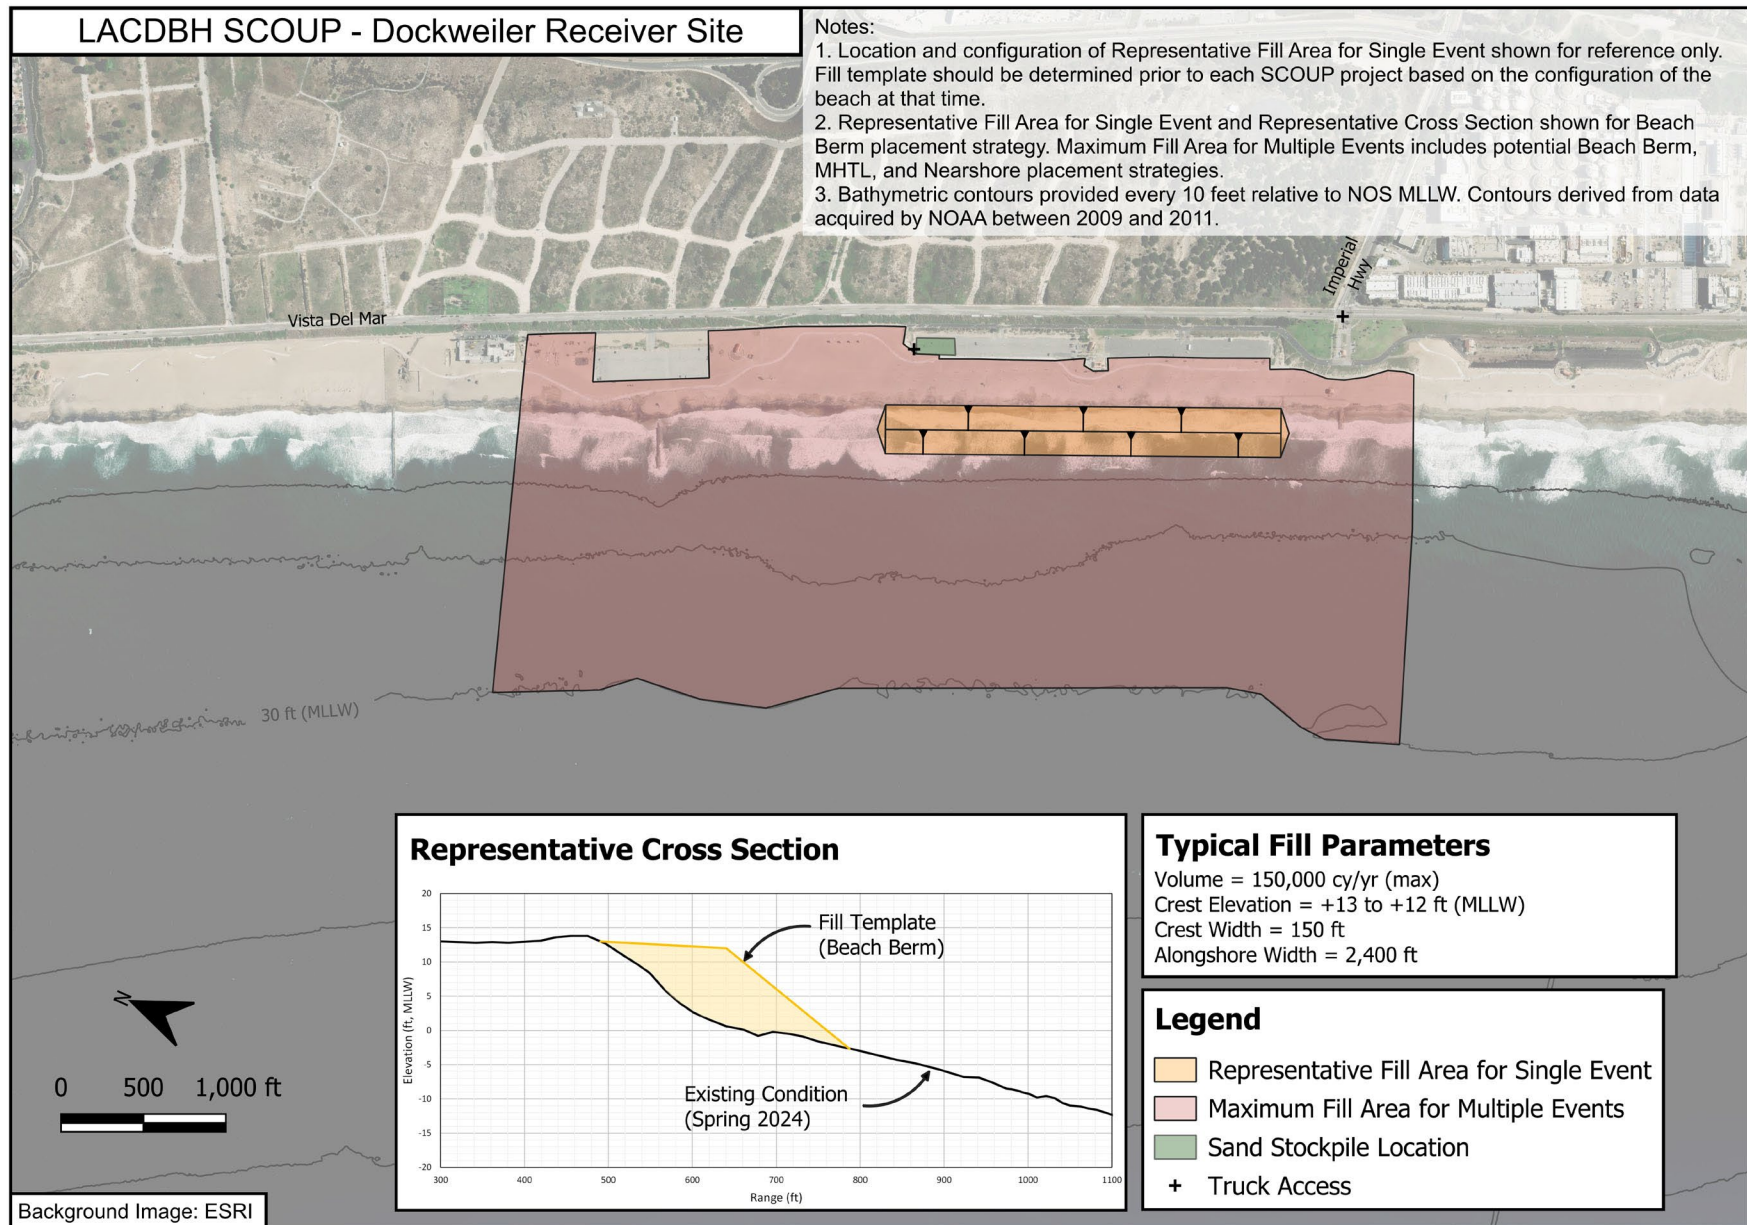 LACDBH SCOUP - Dockweiler Receiver Site
Notes:
1. Location and configuration of Representative Fill Area for Single Event shown for reference only.
Fill template should be determined prior to each SCOUP project based on the configuration of the
beach at that time.
2. Representative Fill Area for Single Event and Representative Cross Section shown for Beach
Berm placement strategy. Maximum Fill Area for Multiple Events includes potential Beach Berm,
MHTL, and Nearshore placement strategies.
3. Bathymetric contours provided every 10 feet relative to NOS MLLW. Contours derived from data
acquired by NOAA between 2009 and 2011.
Imperial
Hwy
Vista Del Mar
30 ft (MLLW)
N
0 500 1,000 ft
Background Image: ESRI
Representative Cross Section
20
15
10
5
0
-5
-10
-15
-20
Elevation (ft, MLLW)
Fill Template
(Beach Berm)
Existing Condition
(Spring 2024)
300 400 500 600 700 800 900 1000 1100
Range (ft)
Typical Fill Parameters
Volume = 150,000 cy/yr (max)
Crest Elevation = +13 to +12 ft (MLLW)
Crest Width = 150 ft
Alongshore Width = 2,400 ft
Legend
Representative Fill Area for Single Event
Maximum Fill Area for Multiple Events
Sand Stockpile Location
+ Truck Access